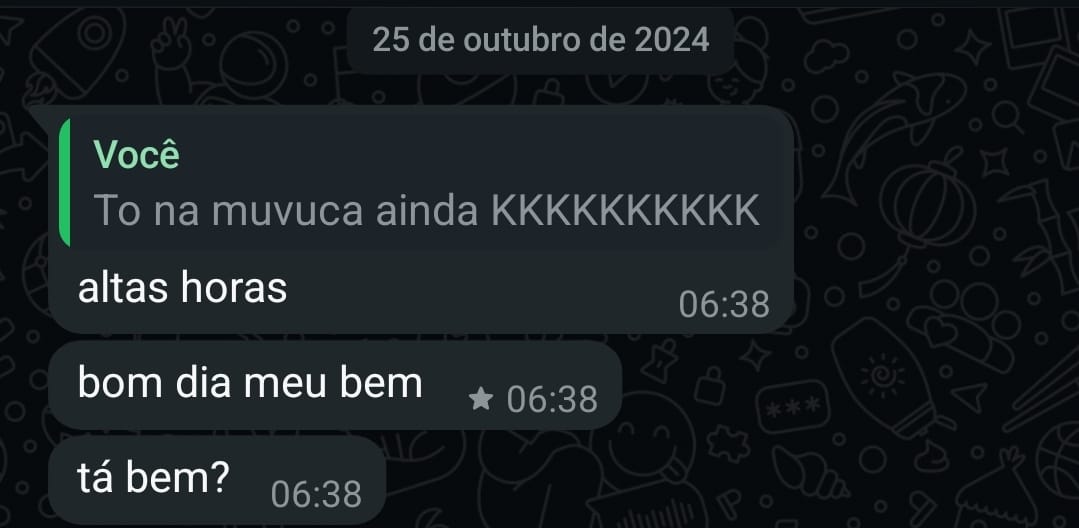 25 de outubro de 2024
Você
To na muvuca ainda KKKKKKKKKK
altas horas
06:38
bom dia meu bem
★ 06:38
tá bem?
06:38